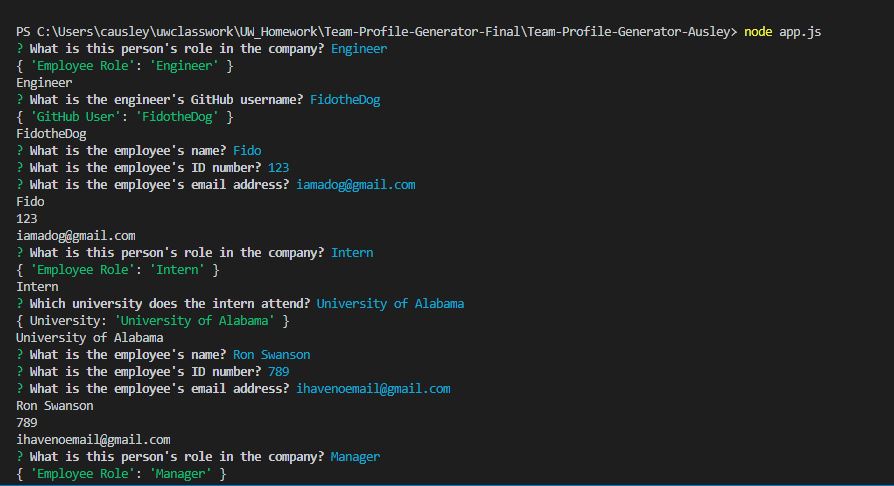 PS C:\Users\causley\uwclasswork\UW_Homework\Team-Profile-Generator-Final\Team-Profile-Generator-Ausley> node app.js
? What is this person's role in the company? Engineer
{ 'Employee Role': 'Engineer' }
Engineer
? What is the engineer's GitHub username? FidotheDog
{ 'GitHub User': 'FidotheDog' }
FidotheDog
? What is the employee's name? Fido
? What is the employee's ID number? 123
? What is the employee's email address? iamadog@gmail.com
Fido
123
iamadog@gmail.com
? What is this person's role in the company? Intern
{ 'Employee Role': 'Intern' }
Intern
? Which university does the intern attend? University of Alabama
{ University: 'University of Alabama' }
University of Alabama
? What is the employee's name? Ron Swanson
? What is the employee's ID number? 789
? What is the employee's email address? ihavenoemail@gmail.com
Ron Swanson
789
ihavenoemail@gmail.com
? What is this person's role in the company? Manager
{ 'Employee Role': 'Manager' }